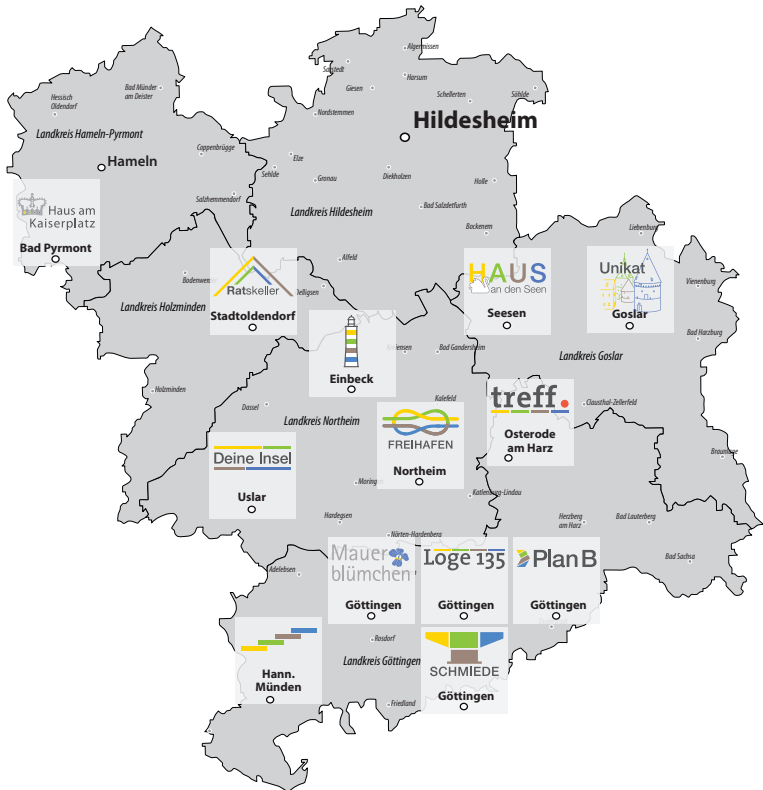 Algermissen
Sarstedt
Harsum
Giesen
Schellerten
Söhlde
Bad Münder
am Deister
Hessisch
Oldendorf
Nordstemmen
Hildesheim
Landkreis Hameln-Pyrmont
Coppenbrügge
Elze
Hameln
Sehlde
Gronau
Diekholzen
Holle
Salzhemmendorf
Bad Salzdetfurth
Haus am
Kaiserplatz
Bad Pyrmont
Landkreis Hildesheim
Bockenem
Liebenburg
Alfeld
Bodenwerder
Delligsen
Ratskeller
Stadtoldendorf
Landkreis Holzminden
HAUS
an den Seen
Seesen
Unikat
Goslar
Vienenburg
Bad Harzburg
Landkreis Goslar
Bad Gandersheim
Einbeck
Holzminden
Dassel
Kalefeld
Landkreis Northeim
FREIHAFEN
Northeim
treff.
Osterode
am Harz
Clausthal-Zellerfeld
Braunlage
Deine Insel
Uslar
Moringen
Katlenburg-Lindau
Hardegsen
Herzberg
am Harz
Bad Lauterberg
Nörten-Hardenberg
Bad Sachsa
Adelebsen
Mauer
blümchen
Göttingen
Loge 135
Göttingen
Plan B
Göttingen
Rosdorf
Landkreis Göttingen
SCHMIEDE
Göttingen
Hann.
Münden
Friedland